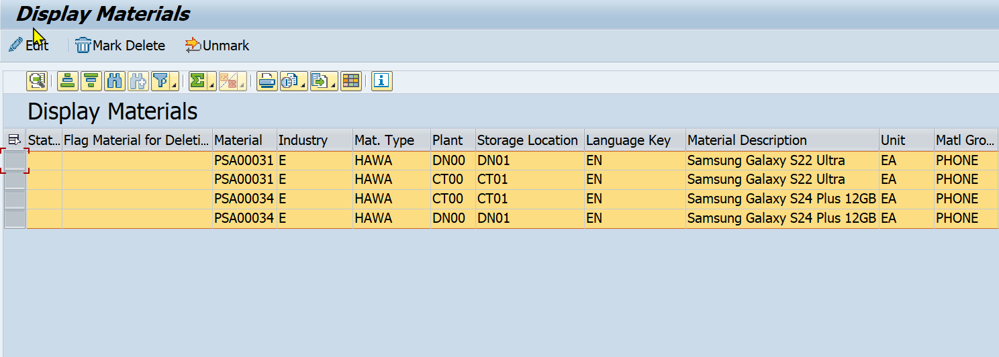 Display Materials
Edit Mark Delete Unmark
Display Materials
Stat... Flag Material for Deleti... Material Industry Mat. Type Plant Storage Location Language Key Material Description Unit Matl Gro...
PSA00031 E HAWA DN00 DN01 EN Samsung Galaxy S22 Ultra EA PHONE
PSA00031 E HAWA CT00 CT01 EN Samsung Galaxy S22 Ultra EA PHONE
PSA00034 E HAWA CT00 CT01 EN Samsung Galaxy S24 Plus 12GB EA PHONE
PSA00034 E HAWA DN00 DN01 EN Samsung Galaxy S24 Plus 12GB EA PHONE